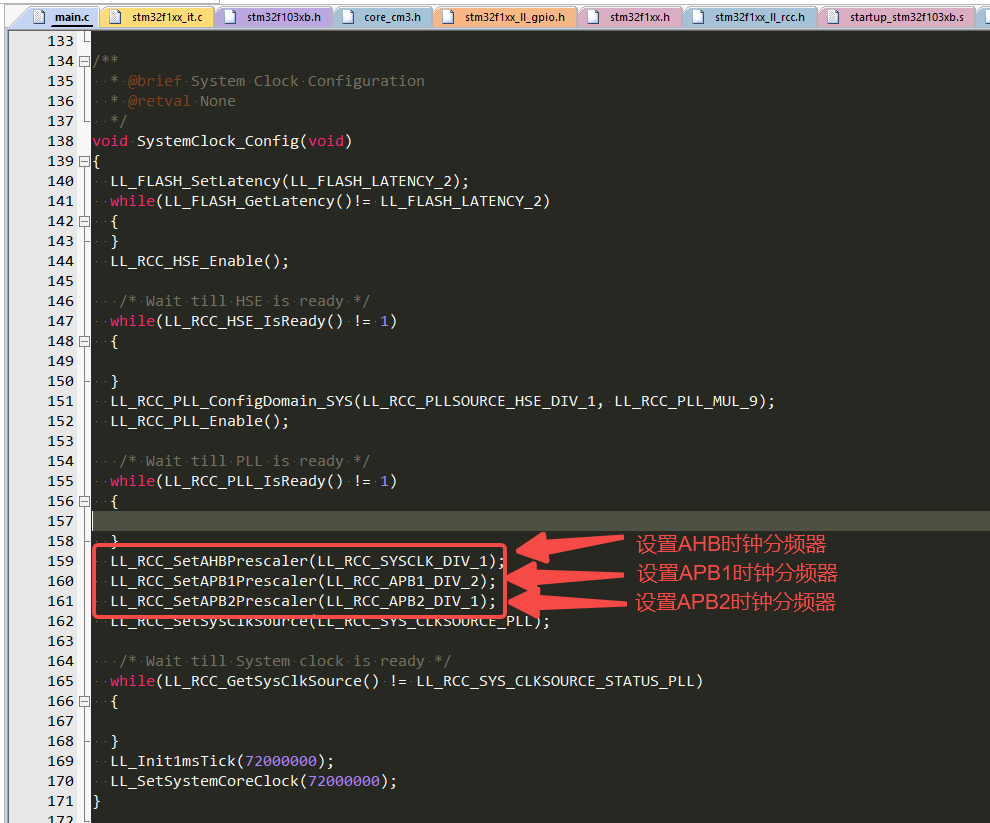 main.c stm32f1xx_it.c stm32f103xb.h core_cm3.h stm32f1xx_ll_gpio.h stm32f1xx.h stm32f1xx_ll_rcc.h startup_stm32f103xb.s
133
134 /**
135 * @brief System Clock Configuration
136 * @retval None
137 */
138 void SystemClock_Config(void)
139 {
140 LL_FLASH_SetLatency(LL_FLASH_LATENCY_2);
141 while(LL_FLASH_GetLatency()!= LL_FLASH_LATENCY_2)
142 {
143 }
144 LL_RCC_HSE_Enable();
145
146 /* Wait till HSE is ready */
147 while(LL_RCC_HSE_IsReady() != 1)
148 {
149
150 }
151 LL_RCC_PLL_ConfigDomain_SYS(LL_RCC_PLLSOURCE_HSE_DIV_1, LL_RCC_PLL_MUL_9);
152 LL_RCC_PLL_Enable();
153
154 /* Wait till PLL is ready */
155 while(LL_RCC_PLL_IsReady() != 1)
156 {
157
158 }
159 LL_RCC_SetAHBPrescaler(LL_RCC_SYSCLK_DIV_1); 设置AHB时钟分频器
160 LL_RCC_SetAPB1Prescaler(LL_RCC_APB1_DIV_2); 设置APB1时钟分频器
161 LL_RCC_SetAPB2Prescaler(LL_RCC_APB2_DIV_1); 设置APB2时钟分频器
162 LL_RCC_SetSysClkSource(LL_RCC_SYS_CLKSOURCE_PLL);
163
164 /* Wait till System clock is ready */
165 while(LL_RCC_GetSysClkSource() != LL_RCC_SYS_CLKSOURCE_STATUS_PLL)
166 {
167
168 }
169 LL_Init1msTick(72000000);
170 LL_SetSystemCoreClock(72000000);
171 }
172